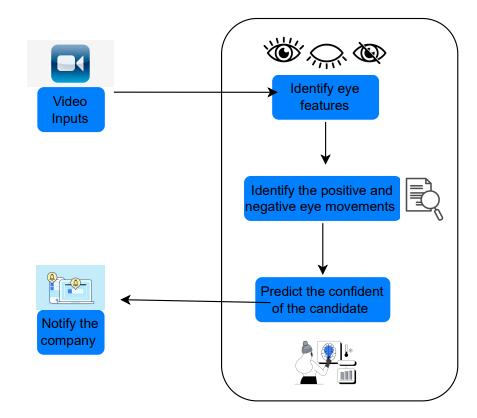 Video
Inputs
Identify eye
features
Identify the positive and
negative eye movements
Predict the confident
of the candidate
Notify the
company